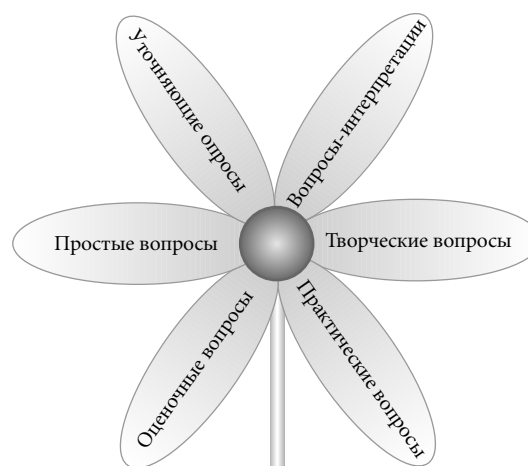 Уточняющие опросы
Вопросы-интерпретации
Простые вопросы
Творческие вопросы
Оценочные вопросы
Практические вопросы